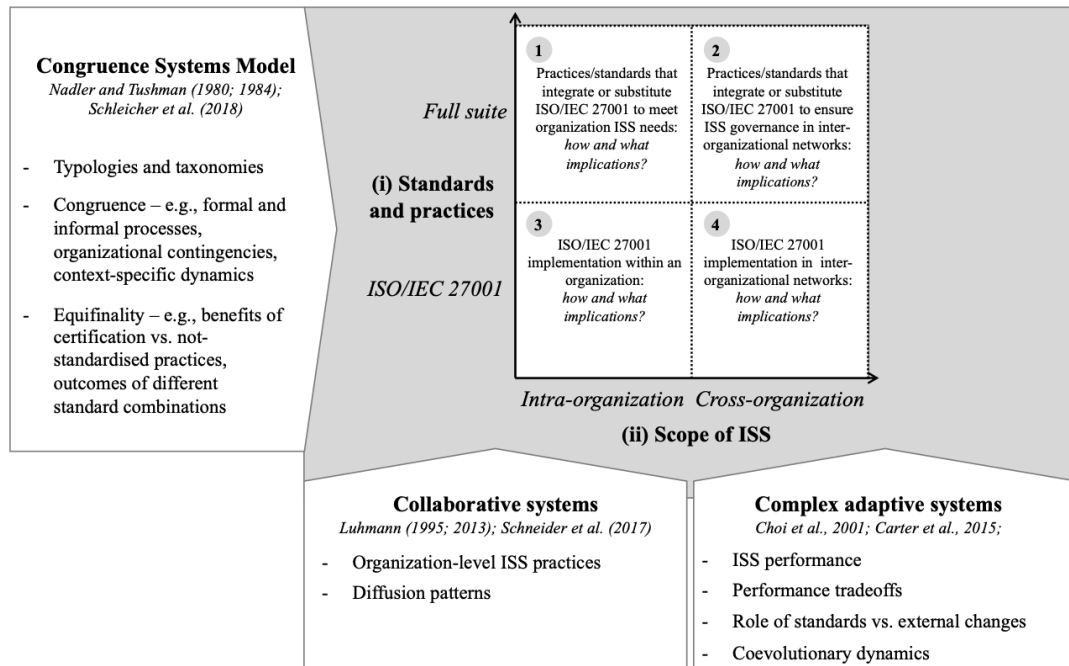 Congruence Systems Model
Nadler and Tushman (1980; 1984);
Schleicher et al. (2018)
- Typologies and taxonomies
- Congruence – e.g., formal and
informal processes,
organizational contingencies,
context-specific dynamics
- Equifinality – e.g., benefits of
certification vs. not-
standardised practices,
outcomes of different
standard combinations
Full suite
(i) Standards
and practices
ISO/IEC 27001
1
Practices/standards that
integrate or substitute
ISO/IEC 27001 to meet
organization ISS needs:
how and what
implications?
2
Practices/standards that
integrate or substitute
ISO/IEC 27001 to ensure
ISS governance in inter-
organizational networks:
how and what
implications?
3
ISO/IEC 27001
implementation within an
organization:
how and what
implications?
4
ISO/IEC 27001
implementation in inter-
organizational networks:
how and what
implications?
Intra-organization Cross-organization
(ii) Scope of ISS
Collaborative systems
Luhmann (1995; 2013); Schneider et al. (2017)
- Organization-level ISS practices
- Diffusion patterns
Complex adaptive systems
Choi et al., 2001; Carter et al., 2015;
- ISS performance
- Performance tradeoffs
- Role of standards vs. external changes
- Coevolutionary dynamics